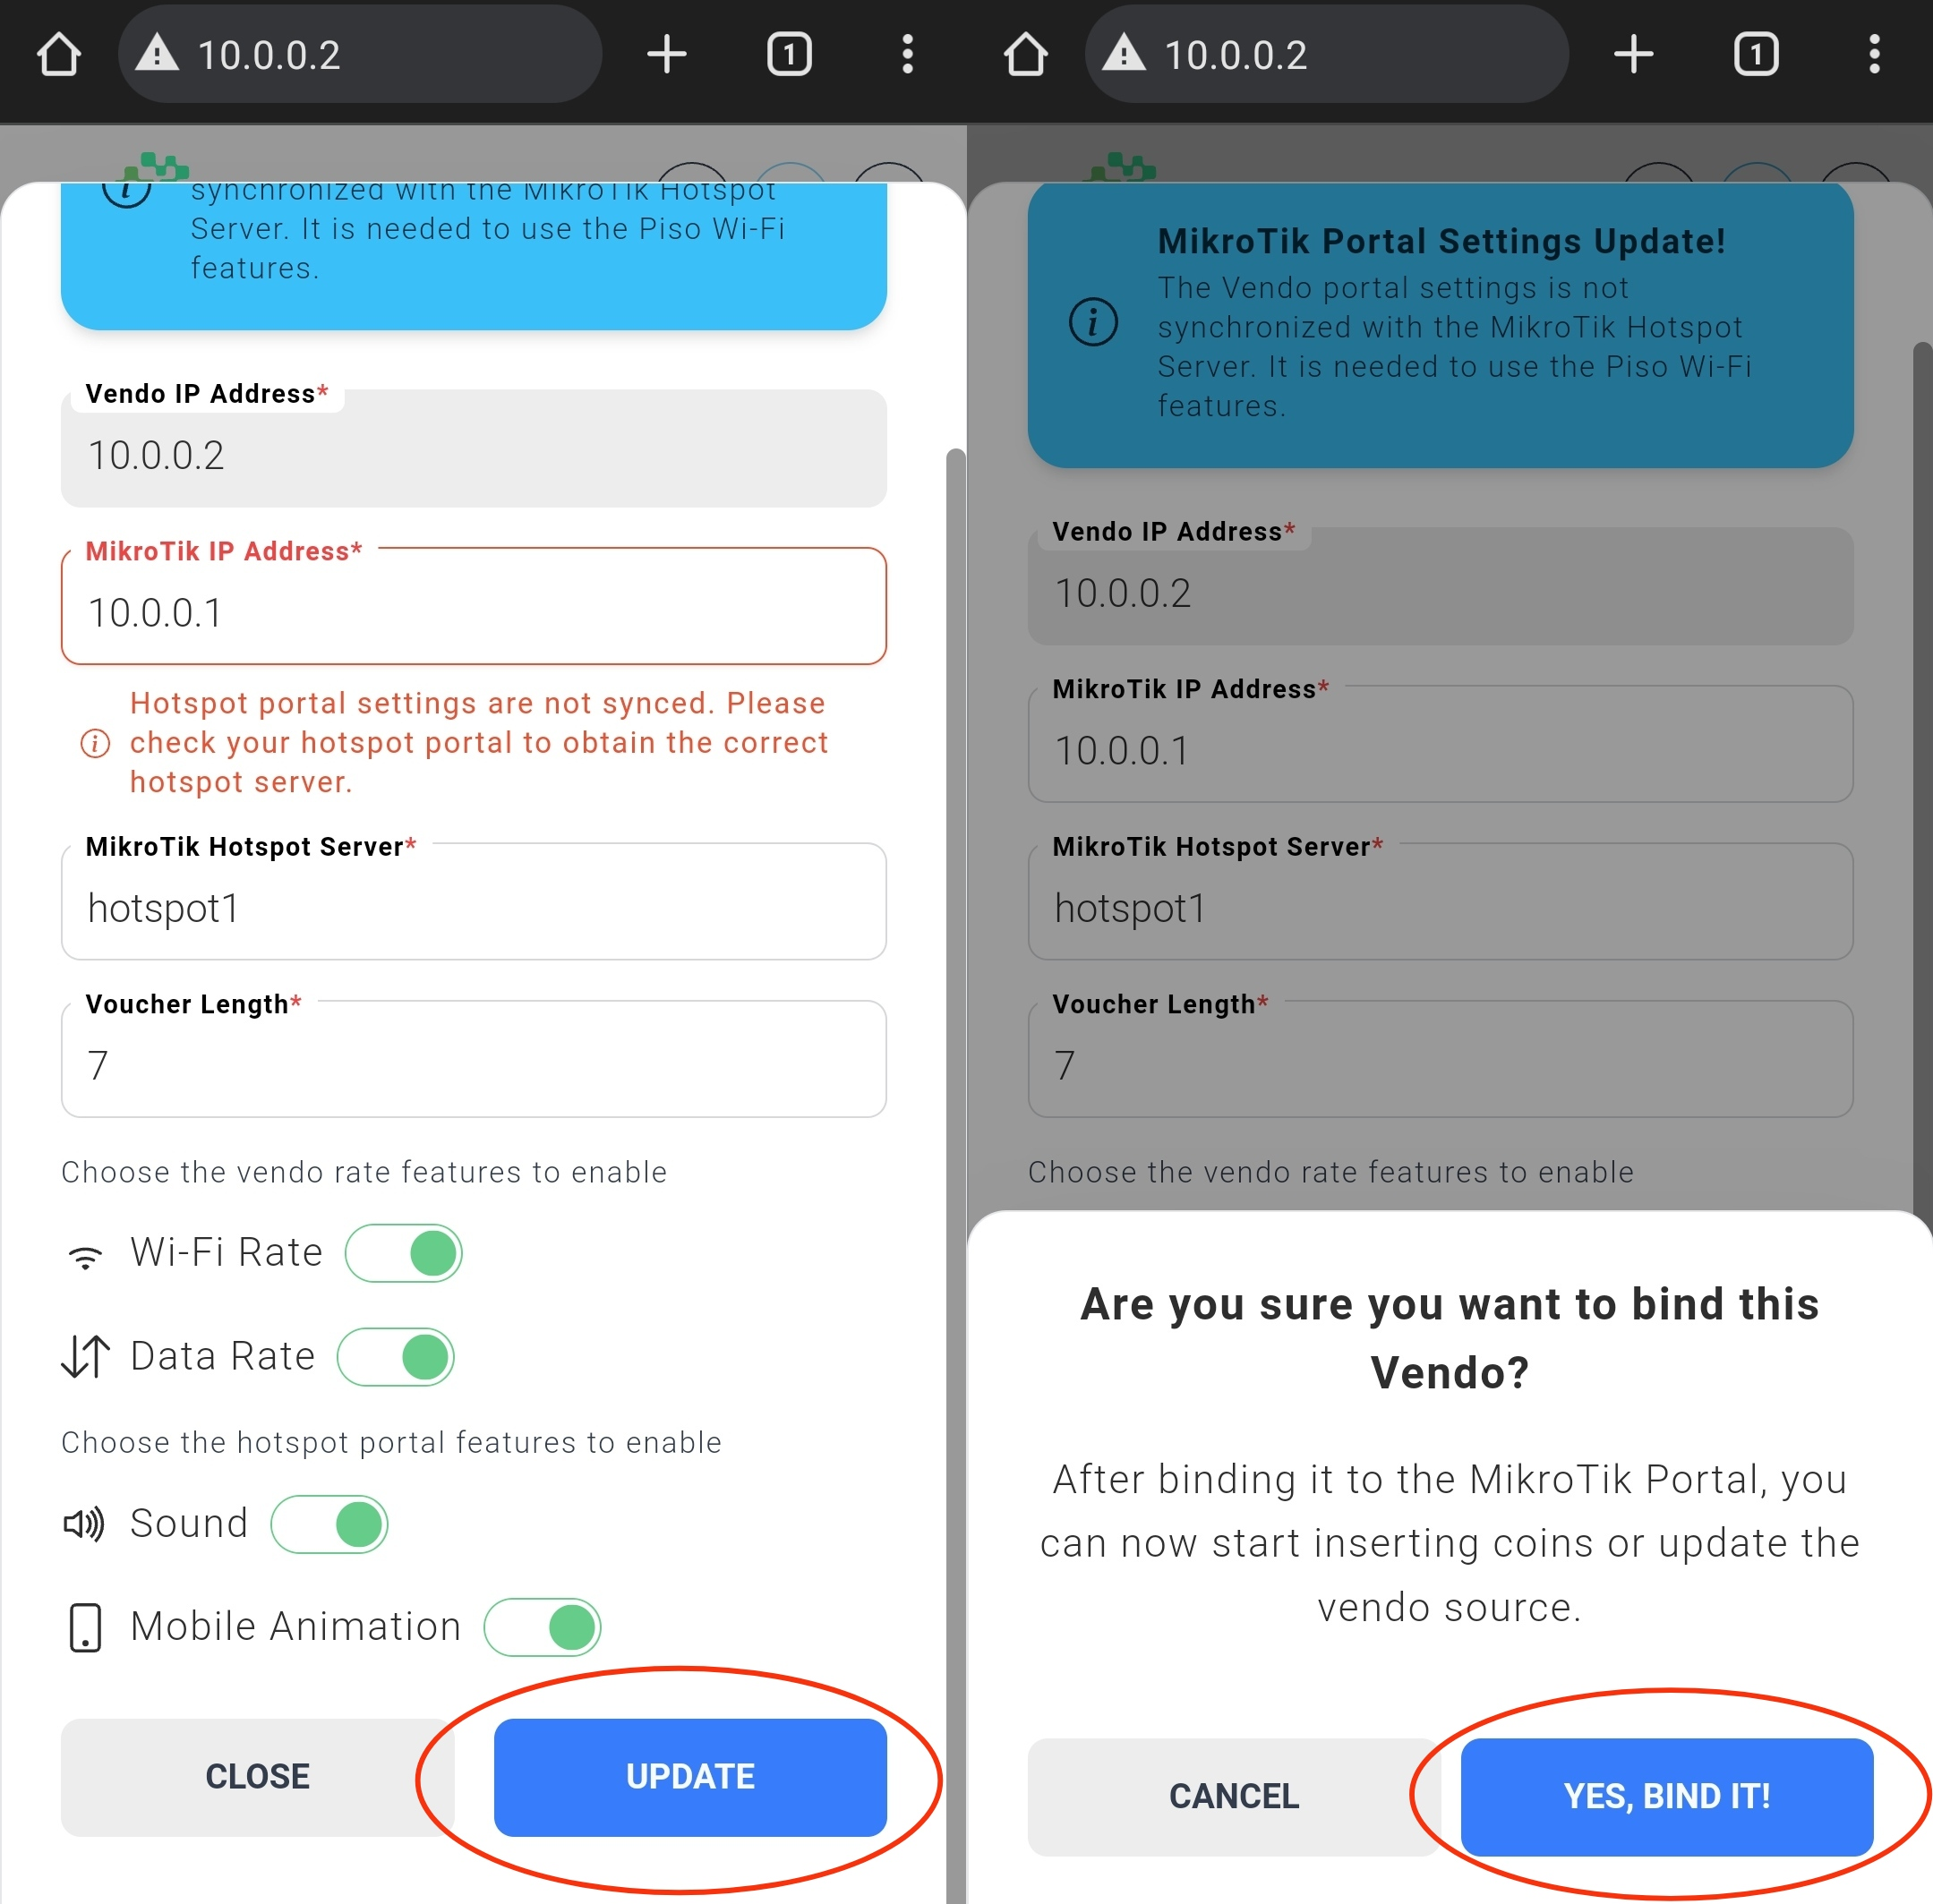 10.0.0.2
1
synchronized with the MikroTik Hotspot
Server. It is needed to use the Piso Wi-Fi
features.
Vendo IP Address*
10.0.0.2
MikroTik IP Address*
10.0.0.1
Hotspot portal settings are not synced. Please
check your hotspot portal to obtain the correct
hotspot server.
MikroTik Hotspot Server*
hotspot1
Voucher Length*
7
Choose the vendo rate features to enable
Wi-Fi Rate
Data Rate
Choose the hotspot portal features to enable
Sound
Mobile Animation
CLOSE
UPDATE
10.0.0.2
1
MikroTik Portal Settings Update!
The Vendo portal settings is not
synchronized with the MikroTik Hotspot
Server. It is needed to use the Piso Wi-Fi
features.
Vendo IP Address*
10.0.0.2
MikroTik IP Address*
10.0.0.1
MikroTik Hotspot Server*
hotspot1
Voucher Length*
7
Choose the vendo rate features to enable
Are you sure you want to bind this
Vendo?
After binding it to the MikroTik Portal, you
can now start inserting coins or update the
vendo source.
CANCEL
YES, BIND IT!